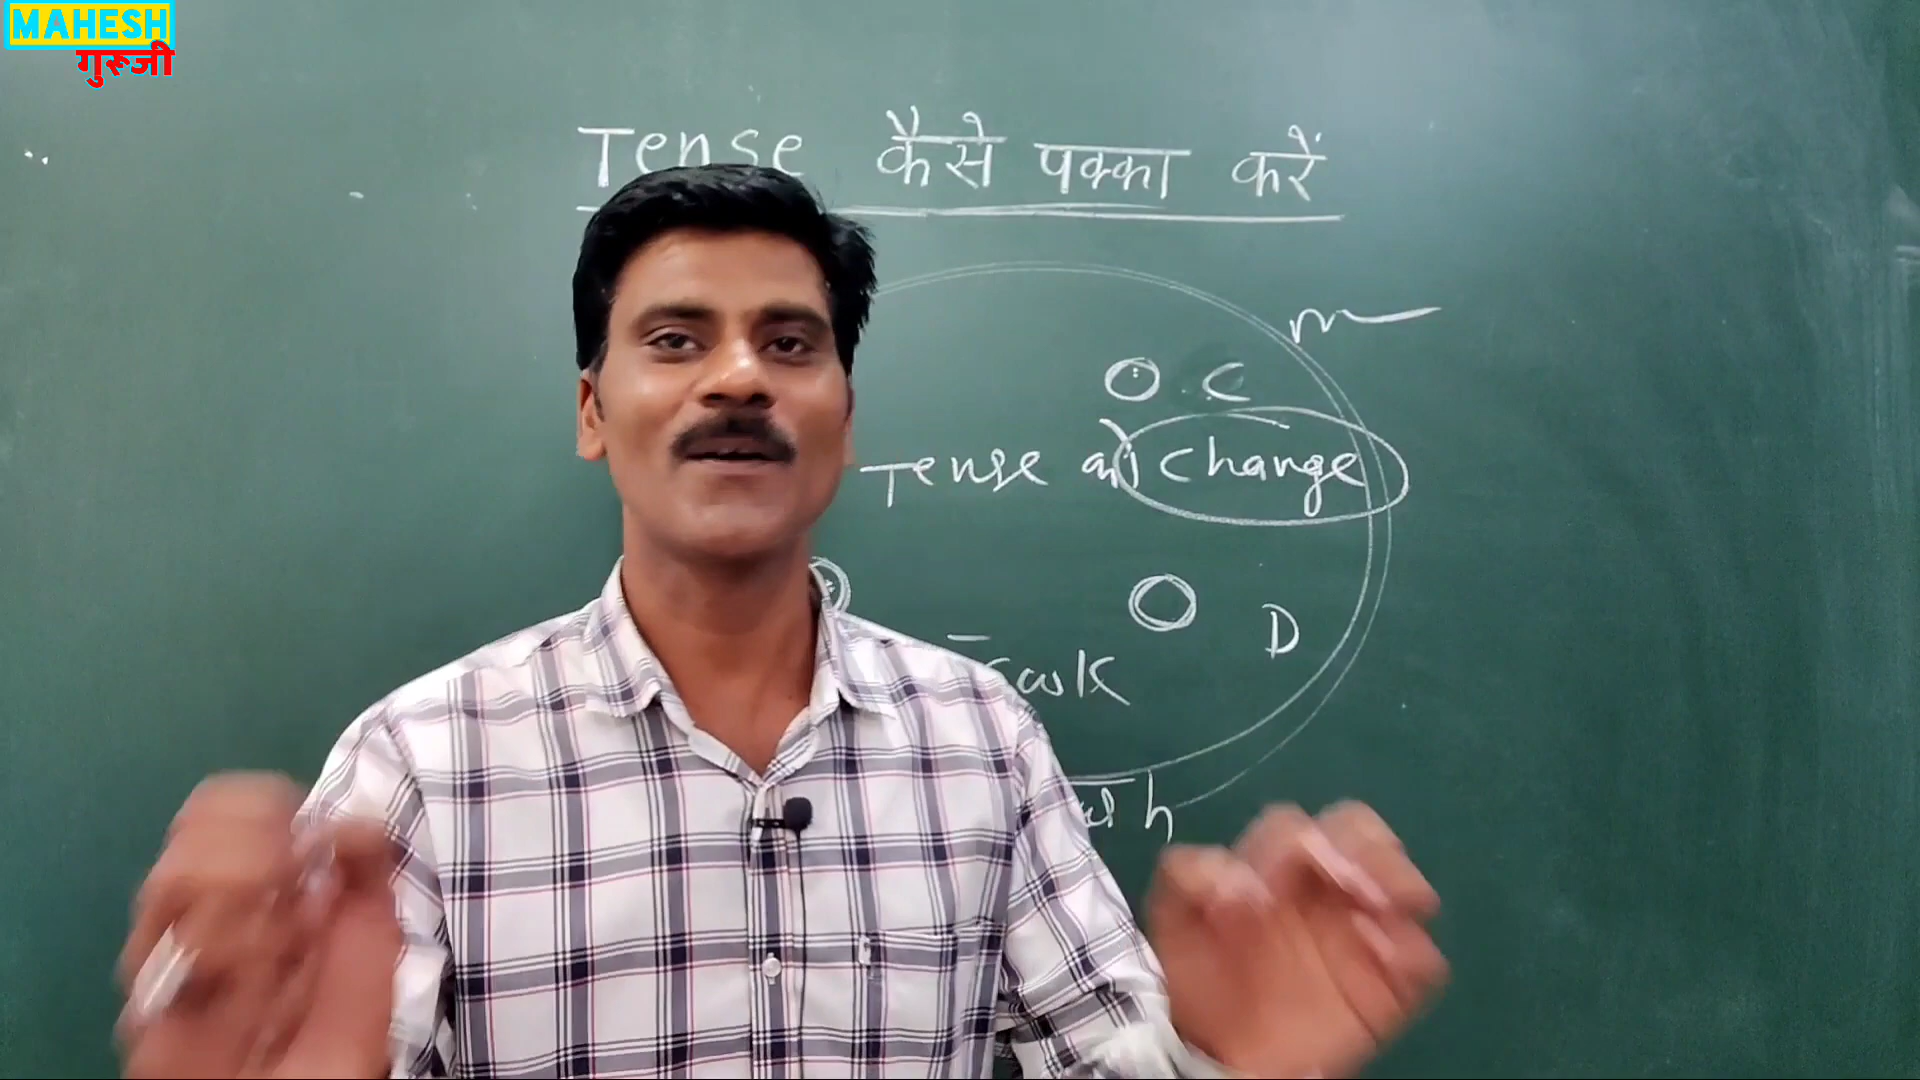 MAHESH
गुरूजी
Tense कैसे पक्का करें
C
Tense का change
D